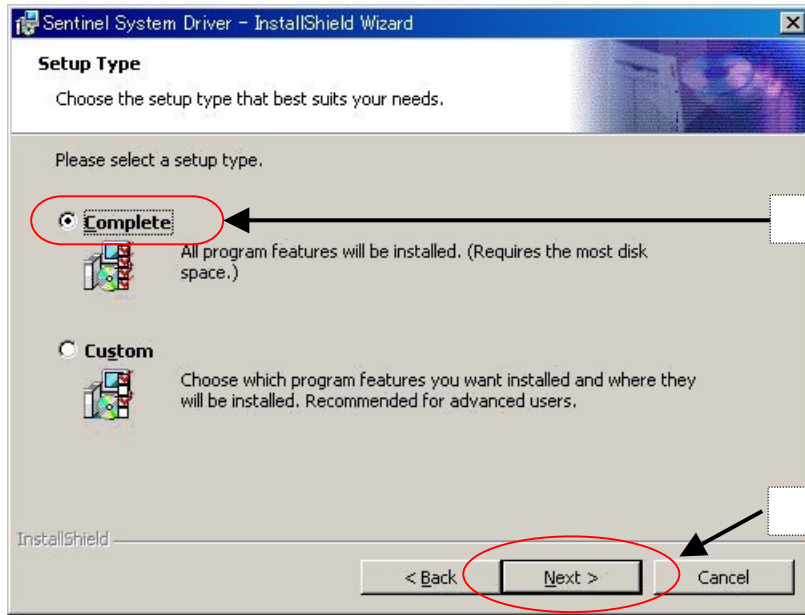 Sentinel System Driver - InstallShield Wizard
Setup Type
Choose the setup type that best suits your needs.
Please select a setup type.
Complete
All program features will be installed. (Requires the most disk
space.)
Custom
Choose which program features you want installed and where they
will be installed. Recommended for advanced users.
InstallShield
< Back
Next >
Cancel